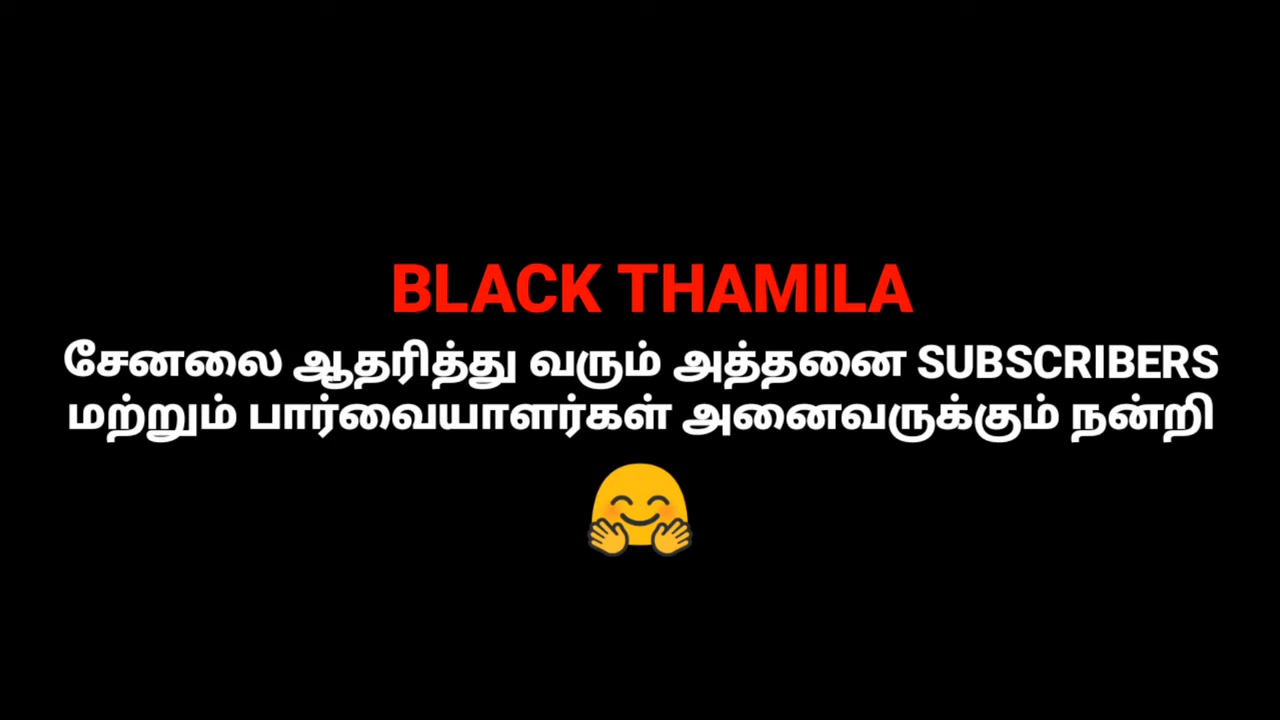 BLACK THAMILA
சேனலை ஆதரித்து வரும் அத்தனை SUBSCRIBERS
மற்றும் பார்வையாளர்கள் அனைவருக்கும் நன்றி